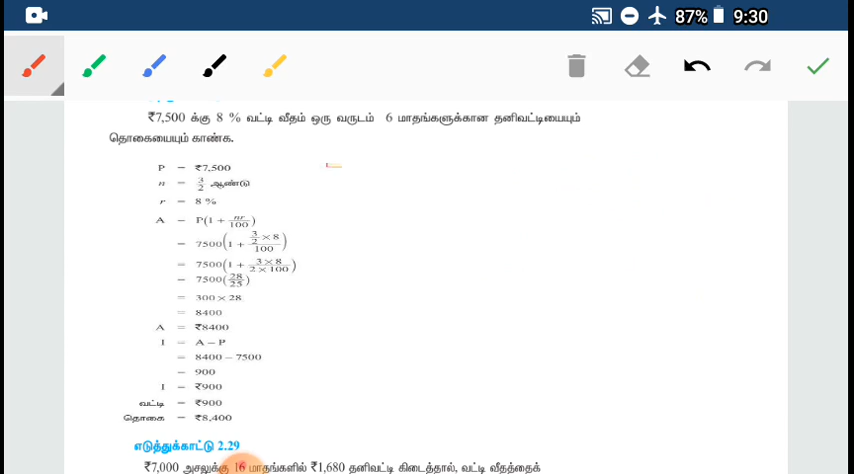 87% 9:30
₹7,500 க்கு 8 % வட்டி வீதம் ஒரு வருடம் 6 மாதங்களுக்கான தனிவட்டியையும்
தொகையையும் காண்க.
P = ₹7,500
n = 3/2 ஆண்டு
r = 8 %
A = P(1 + nr/100)
= 7500(1 + (3/2 × 8)/100)
= 7500(1 + (3 × 8)/(2 × 100))
= 7500(28/25)
= 300 × 28
= 8400
A = ₹8400
I = A − P
= 8400 − 7500
= 900
I = ₹900
வட்டி = ₹900
தொகை = ₹8,400
எடுத்துக்காட்டு 2.29
₹7,000 அசலுக்கு 16 மாதங்களில் ₹1,680 தனிவட்டி கிடைத்தால், வட்டி வீதத்தைக்